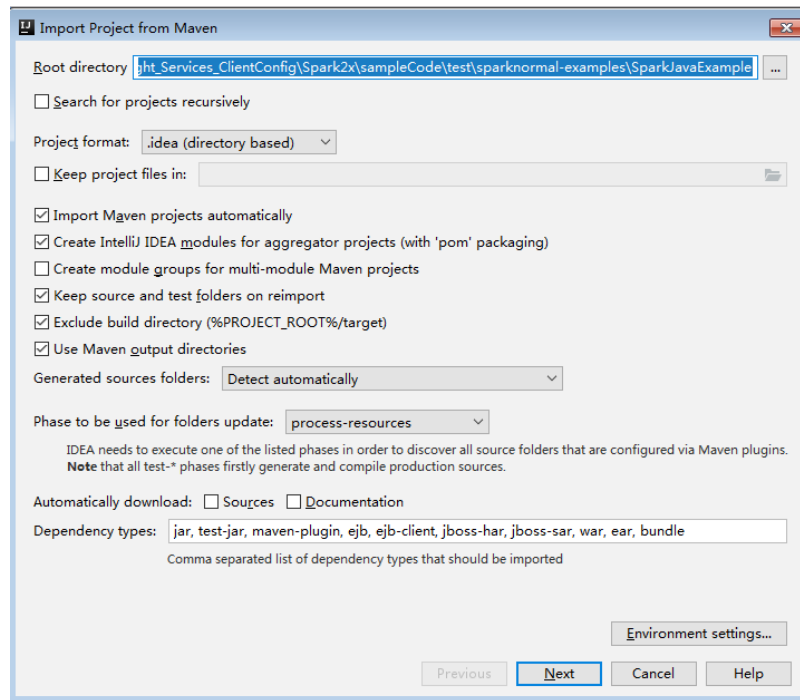 Import Project from Maven
Root directory ght_Services_ClientConfig\Spark2x\sampleCode\test\sparknormal-examples\SparkJavaExample ...
Search for projects recursively
Project format: .idea (directory based)
Keep project files in:
Import Maven projects automatically
Create IntelliJ IDEA modules for aggregator projects (with 'pom' packaging)
Create module groups for multi-module Maven projects
Keep source and test folders on reimport
Exclude build directory (%PROJECT_ROOT%/target)
Use Maven output directories
Generated sources folders: Detect automatically
Phase to be used for folders update: process-resources
IDEA needs to execute one of the listed phases in order to discover all source folders that are configured via Maven plugins.
Note that all test-* phases firstly generate and compile production sources.
Automatically download: Sources Documentation
Dependency types: jar, test-jar, maven-plugin, ejb, ejb-client, jboss-har, jboss-sar, war, ear, bundle
Comma separated list of dependency types that should be imported
Environment settings...
Previous Next Cancel Help